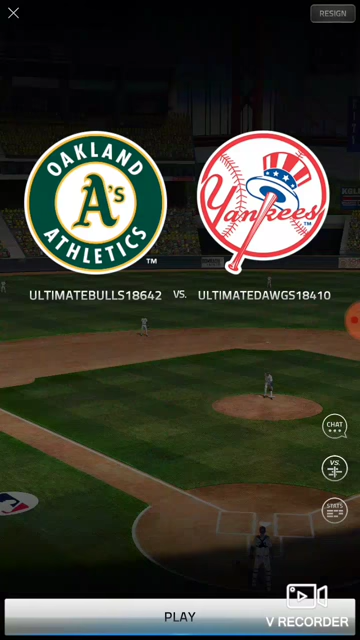 RESIGN
OAKLAND
A's
ATHLETICS
TM
Yankees
TM
ULTIMATEBULLS18642 VS. ULTIMATEDAWGS18410
CHAT
VS.
STATS
PLAY
V RECORDER